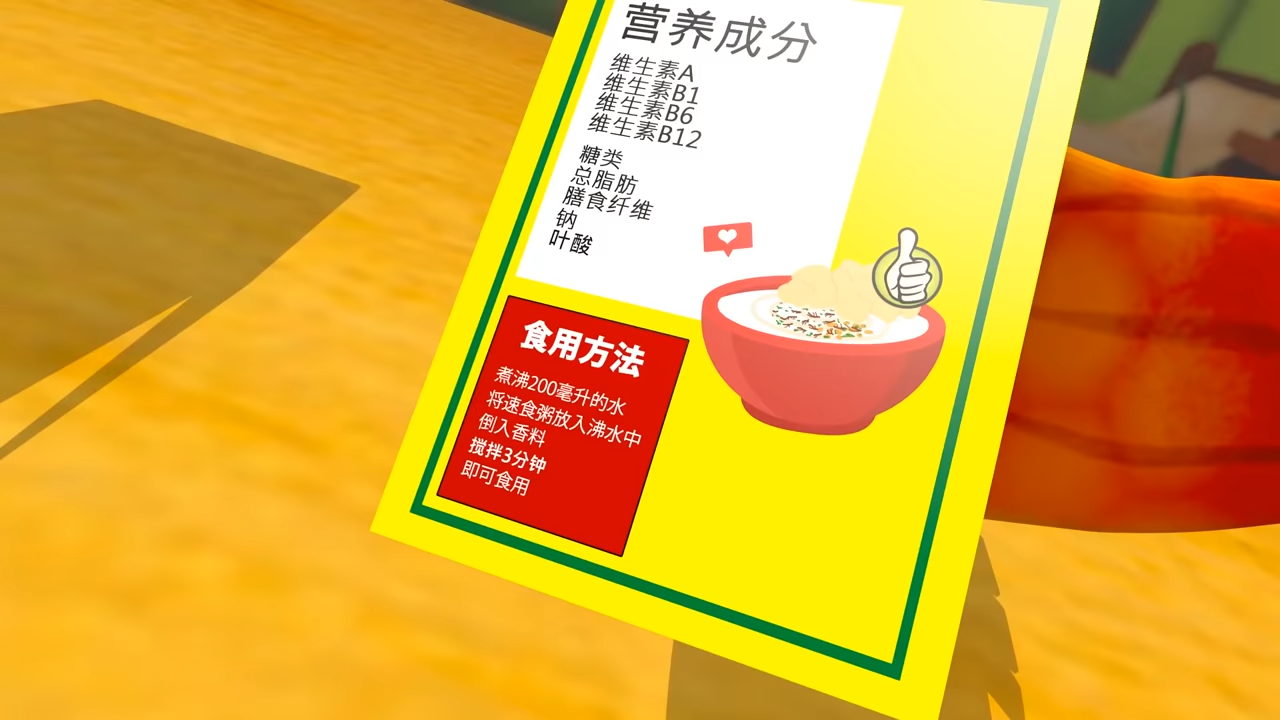 营养成分
维生素A
维生素B1
维生素B6
维生素B12
糖类
总脂肪
膳食纤维
钠
叶酸
食用方法
煮沸200毫升的水
将速食粥放入沸水中
倒入香料
搅拌3分钟
即可食用